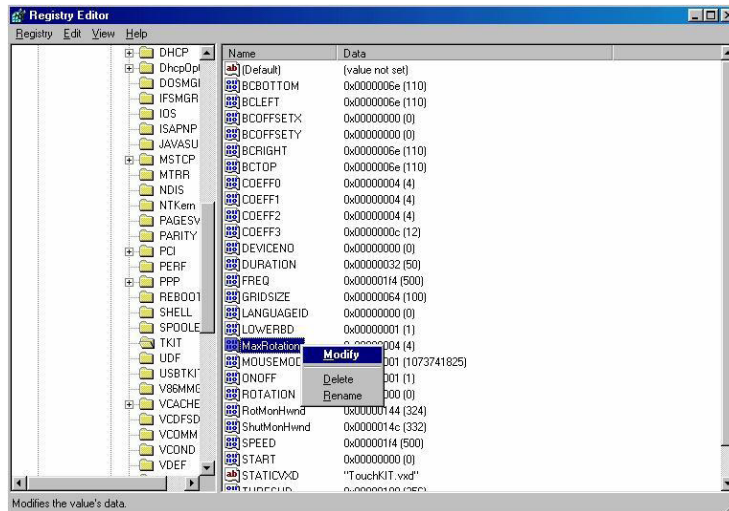 Registry Editor
Registry Edit View Help
DHCP
DhcpOpt
DOSMGI
IFSMGR
IOS
ISAPNP
JAVASU
MSTCP
MTRR
NDIS
NTKern
PAGESV
PARITY
PCI
PERF
PPP
REBOOT
SHELL
SPOOLE
TKIT
UDF
USBTKI
V86MMG
VCACHE
VCDFSD
VCOMM
VCOND
VDEF
Name Data
(Default) (value not set)
BCBOTTOM 0x0000006e (110)
BCLEFT 0x0000006e (110)
BCOFFSETX 0x00000000 (0)
BCOFFSETY 0x00000000 (0)
BCRIGHT 0x0000006e (110)
BCTOP 0x0000006e (110)
COEFF0 0x00000004 (4)
COEFF1 0x00000004 (4)
COEFF2 0x00000004 (4)
COEFF3 0x0000000c (12)
DEVICENO 0x00000000 (0)
DURATION 0x00000032 (50)
FREQ 0x000001f4 (500)
GRIDSIZE 0x00000064 (100)
LANGUAGEID 0x00000000 (0)
LOWERBD 0x00000001 (1)
MaxRotation (4)
MOUSEMOD 001 (1073741825)
ONOFF 001 (1)
ROTATION 000 (0)
RotMonHwnd 0x00000144 (324)
ShutMonHwnd 0x0000014c (332)
SPEED 0x000001f4 (500)
START 0x00000000 (0)
STATICVXD "TouchKIT.vxd"
Modify
Delete
Rename
Modifies the value's data.